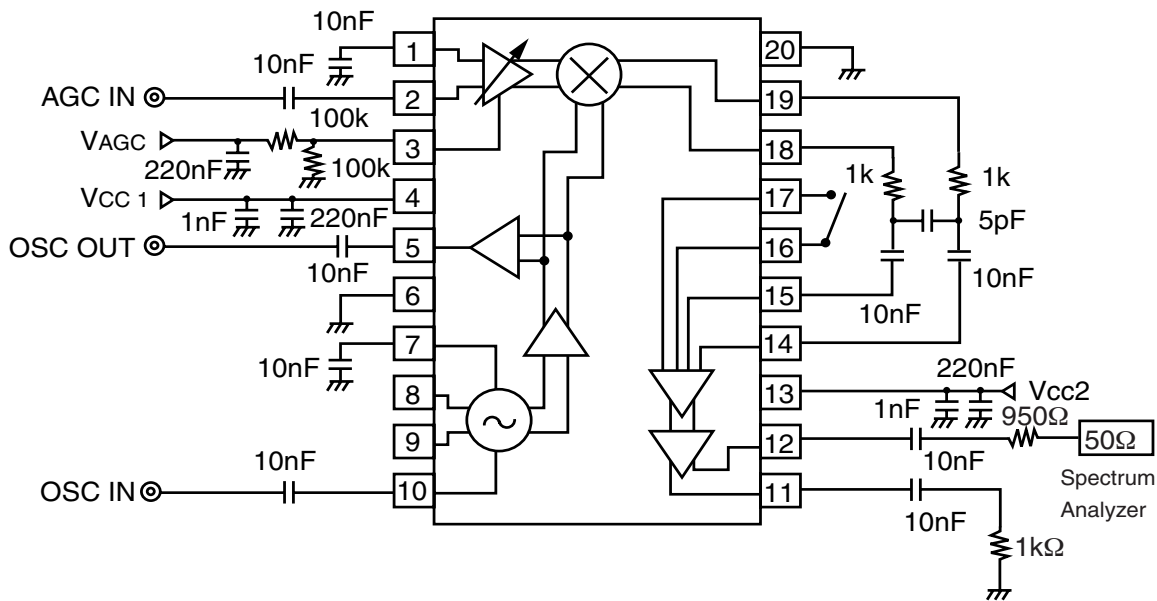 10nF
1
20
10nF
AGC IN
2
19
100k
VAGC
3
18
220nF
100k
1k
1k
VCC 1
4
17
1nF
220nF
5pF
OSC OUT
5
16
10nF
10nF
6
15
10nF
7
14
10nF
220nF
8
13
Vcc2
1nF
950Ω
9
12
50Ω
10nF
10nF
Spectrum
OSC IN
10
11
Analyzer
10nF
1kΩ